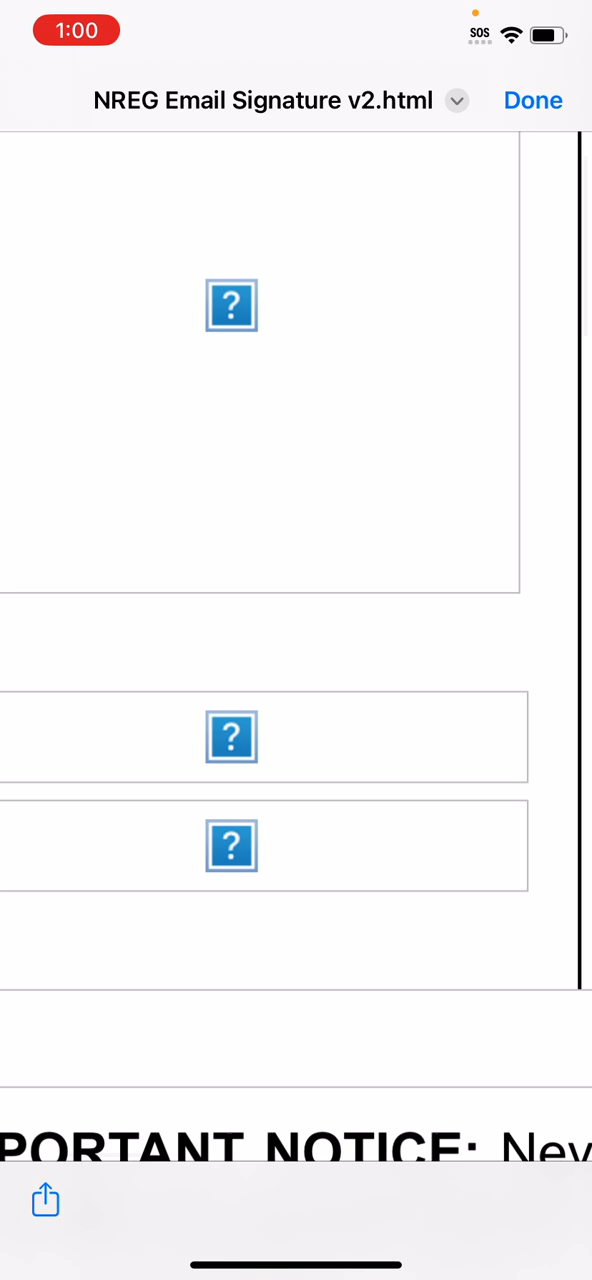 1:00
SOS
NREG Email Signature v2.html
Done
?
?
?
PORTANT NOTICE: Nev